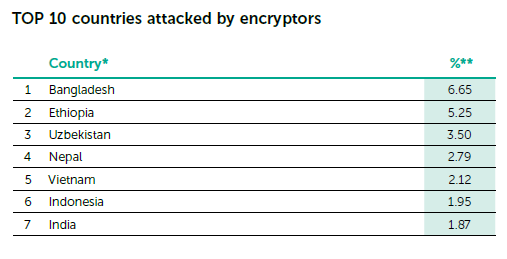 TOP 10 countries attacked by encryptors
Country* %**
1 Bangladesh 6.65
2 Ethiopia 5.25
3 Uzbekistan 3.50
4 Nepal 2.79
5 Vietnam 2.12
6 Indonesia 1.95
7 India 1.87